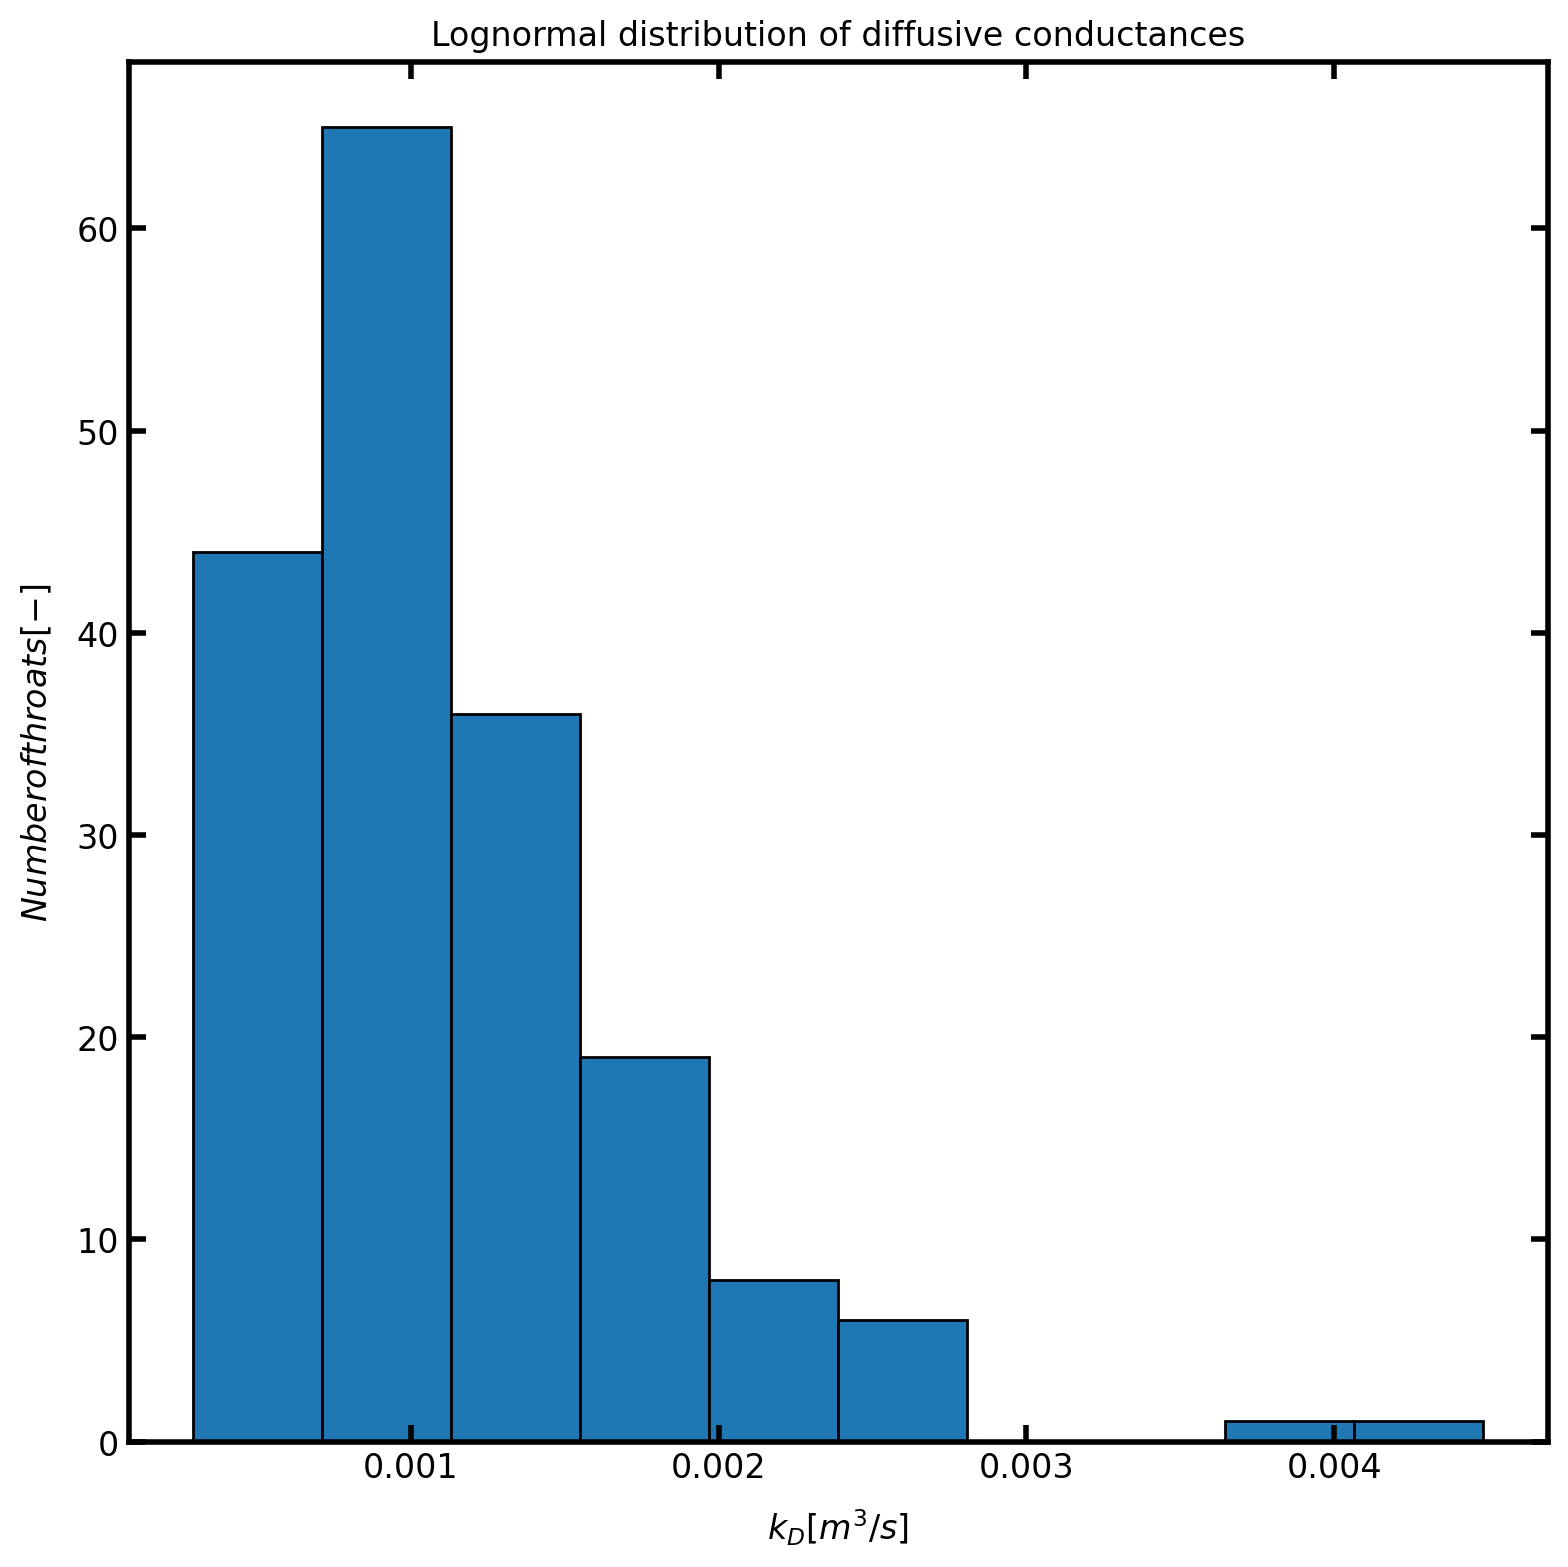 Lognormal distribution of diffusive conductances
60
50
40
30
20
10
0
Numberofthroats[−]
0.001 0.002 0.003 0.004
k_D[m^3/s]